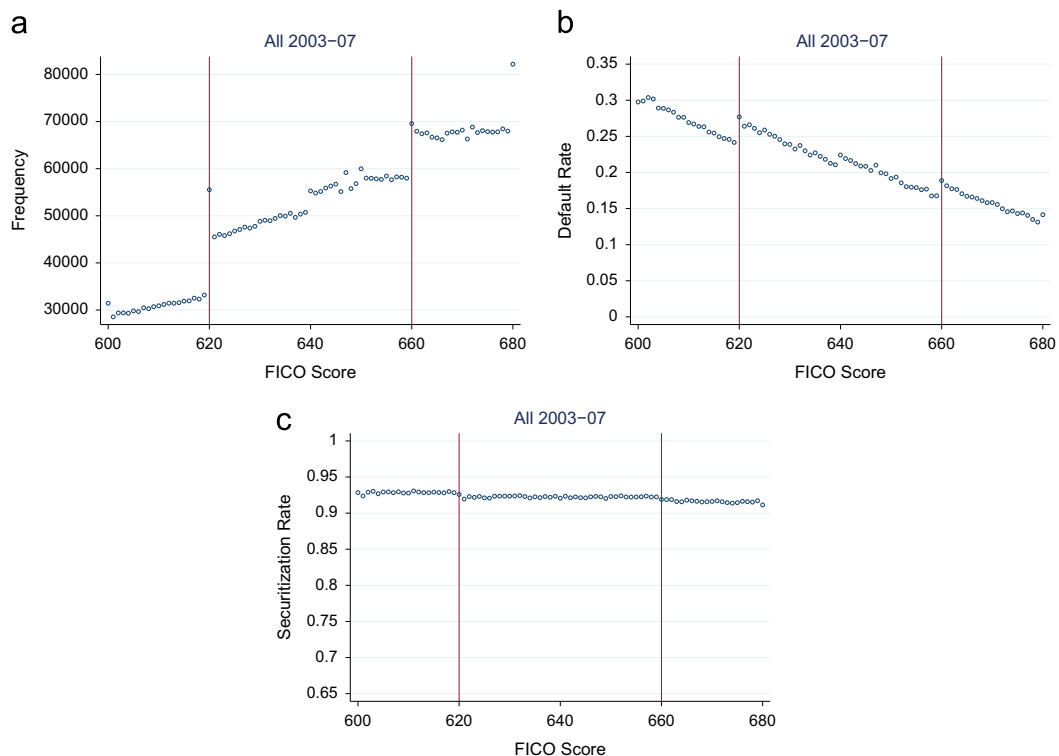 a
All 2003−07
80000
70000
60000
50000
40000
30000
Frequency
600 620 640 660 680
FICO Score
b
All 2003−07
0.35
0.3
0.25
0.2
0.15
0.1
0.05
0
Default Rate
600 620 640 660 680
FICO Score
c
All 2003−07
1
0.95
0.9
0.85
0.8
0.75
0.7
0.65
Securitization Rate
600 620 640 660 680
FICO Score